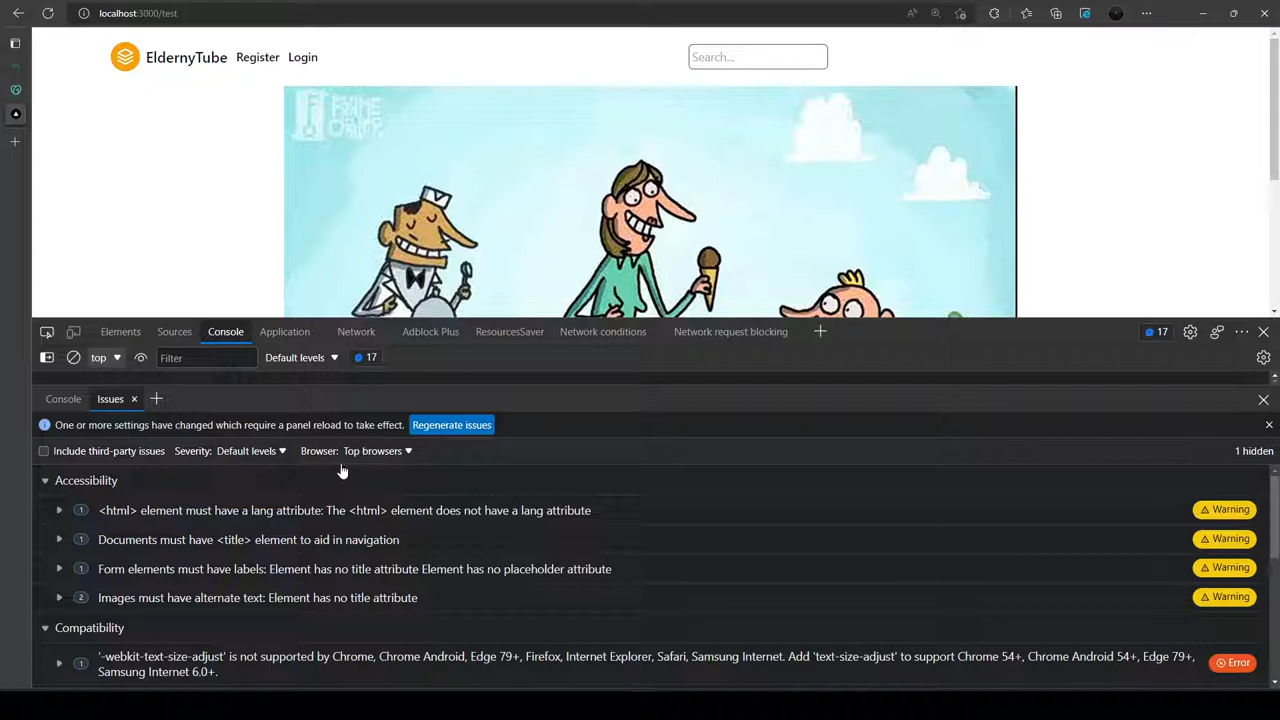 localhost:3000/test
EldernyTube Register Login Search...
FRAME ORDER
Elements Sources Console Application Network Adblock Plus ResourcesSaver Network conditions Network request blocking 17
top Filter Default levels 17
Console Issues
One or more settings have changed which require a panel reload to take effect. Regenerate issues
Include third-party issues Severity: Default levels Browser: Top browsers 1 hidden
Accessibility
1 <html> element must have a lang attribute: The <html> element does not have a lang attribute Warning
1 Documents must have <title> element to aid in navigation Warning
1 Form elements must have labels: Element has no title attribute Element has no placeholder attribute Warning
2 Images must have alternate text: Element has no title attribute Warning
Compatibility
1 '-webkit-text-size-adjust' is not supported by Chrome, Chrome Android, Edge 79+, Firefox, Internet Explorer, Safari, Samsung Internet. Add 'text-size-adjust' to support Chrome 54+, Chrome Android 54+, Edge 79+, Error
Samsung Internet 6.0+.